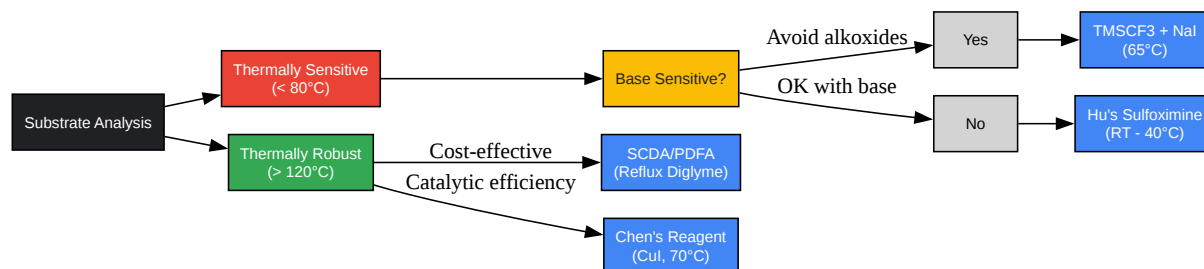 Substrate Analysis
Thermally Sensitive
(< 80°C)
Thermally Robust
(> 120°C)
Cost-effective
Catalytic efficiency
Base Sensitive?
SCDA/PDFA
(Reflux Diglyme)
Chen's Reagent
(CuI, 70°C)
Avoid alkoxides
OK with base
Yes
No
TMSCF3 + NaI
(65°C)
Hu's Sulfoximine
(RT - 40°C)